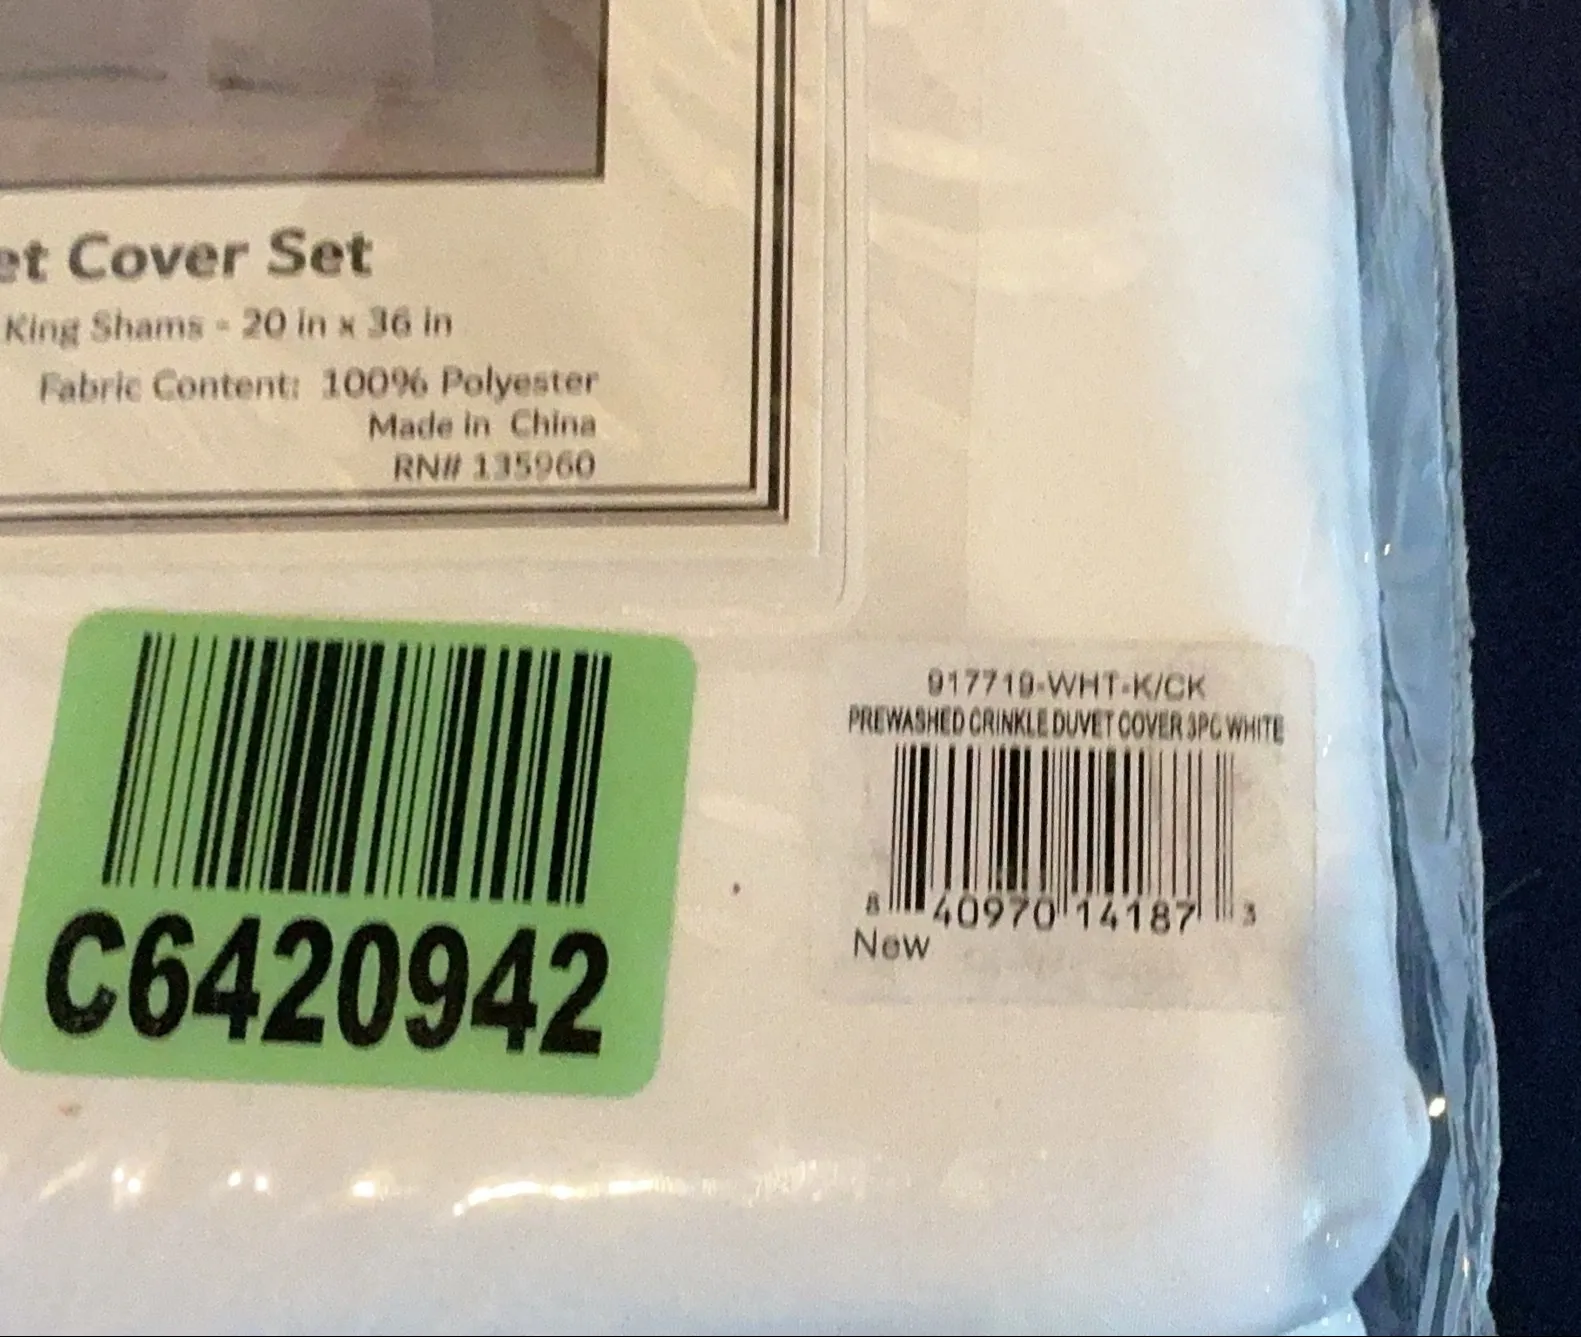 et Cover Set
King Shams - 20 in x 36 in
Fabric Content: 100% Polyester
Made in China
RN# 135960
C6420942
917719-WHT-K/CK
PREWASHED CRINKLE DUVET COVER 3PC WHITE
8 40970 14187 3
New